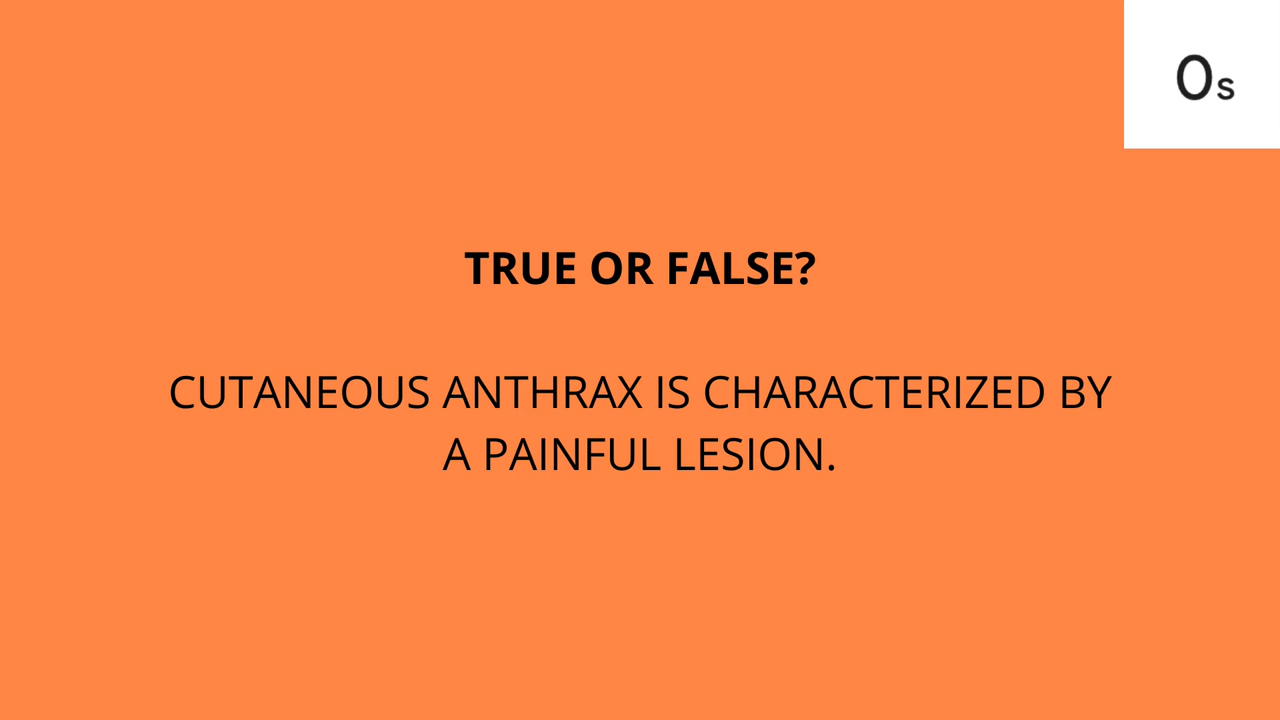 0s
TRUE OR FALSE?
CUTANEOUS ANTHRAX IS CHARACTERIZED BY
A PAINFUL LESION.